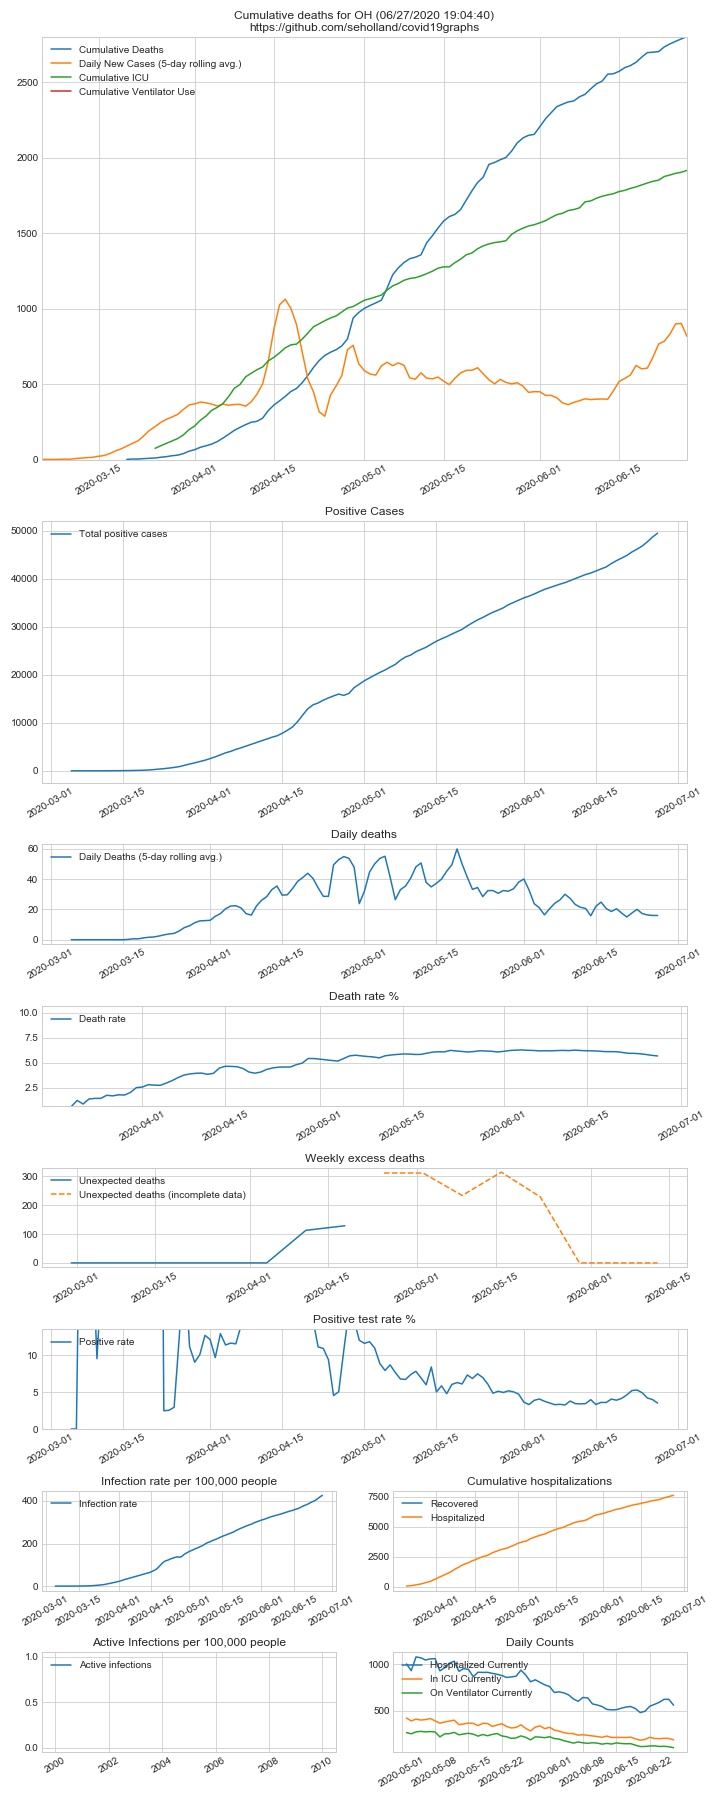 Cumulative deaths for OH (06/27/2020 19:04:40)
https://github.com/seholland/covid19graphs
Cumulative Deaths
Daily New Cases (5-day rolling avg.)
Cumulative ICU
Cumulative Ventilator Use
2500
2000
1500
1000
500
0
2020-03-15 2020-04-01 2020-04-15 2020-05-01 2020-05-15 2020-06-01 2020-06-15
Positive Cases
Total positive cases
50000
40000
30000
20000
10000
0
2020-03-01 2020-03-15 2020-04-01 2020-04-15 2020-05-01 2020-05-15 2020-06-01 2020-06-15 2020-07-01
Daily deaths
Daily Deaths (5-day rolling avg.)
60
40
20
0
2020-03-01 2020-03-15 2020-04-01 2020-04-15 2020-05-01 2020-05-15 2020-06-01 2020-06-15 2020-07-01
Death rate %
Death rate
10.0
7.5
5.0
2.5
2020-04-01 2020-04-15 2020-05-01 2020-05-15 2020-06-01 2020-06-15 2020-07-01
Weekly excess deaths
Unexpected deaths
Unexpected deaths (incomplete data)
300
200
100
0
2020-03-01 2020-03-15 2020-04-01 2020-04-15 2020-05-01 2020-05-15 2020-06-01 2020-06-15
Positive test rate %
Positive rate
10
5
0
2020-03-01 2020-03-15 2020-04-01 2020-04-15 2020-05-01 2020-05-15 2020-06-01 2020-06-15 2020-07-01
Infection rate per 100,000 people
Infection rate
400
200
0
2020-03-01 2020-03-15 2020-04-01 2020-04-15 2020-05-01 2020-05-15 2020-06-01 2020-06-15 2020-07-01
Cumulative hospitalizations
Recovered
Hospitalized
7500
5000
2500
0
2020-04-01 2020-04-15 2020-05-01 2020-05-15 2020-06-01 2020-06-15 2020-07-01
Active Infections per 100,000 people
Active infections
1.0
0.5
0.0
2000 2002 2004 2006 2008 2010
Daily Counts
Hospitalized Currently
In ICU Currently
On Ventilator Currently
1000
500
2020-05-01 2020-05-08 2020-05-15 2020-05-22 2020-06-01 2020-06-08 2020-06-15 2020-06-22